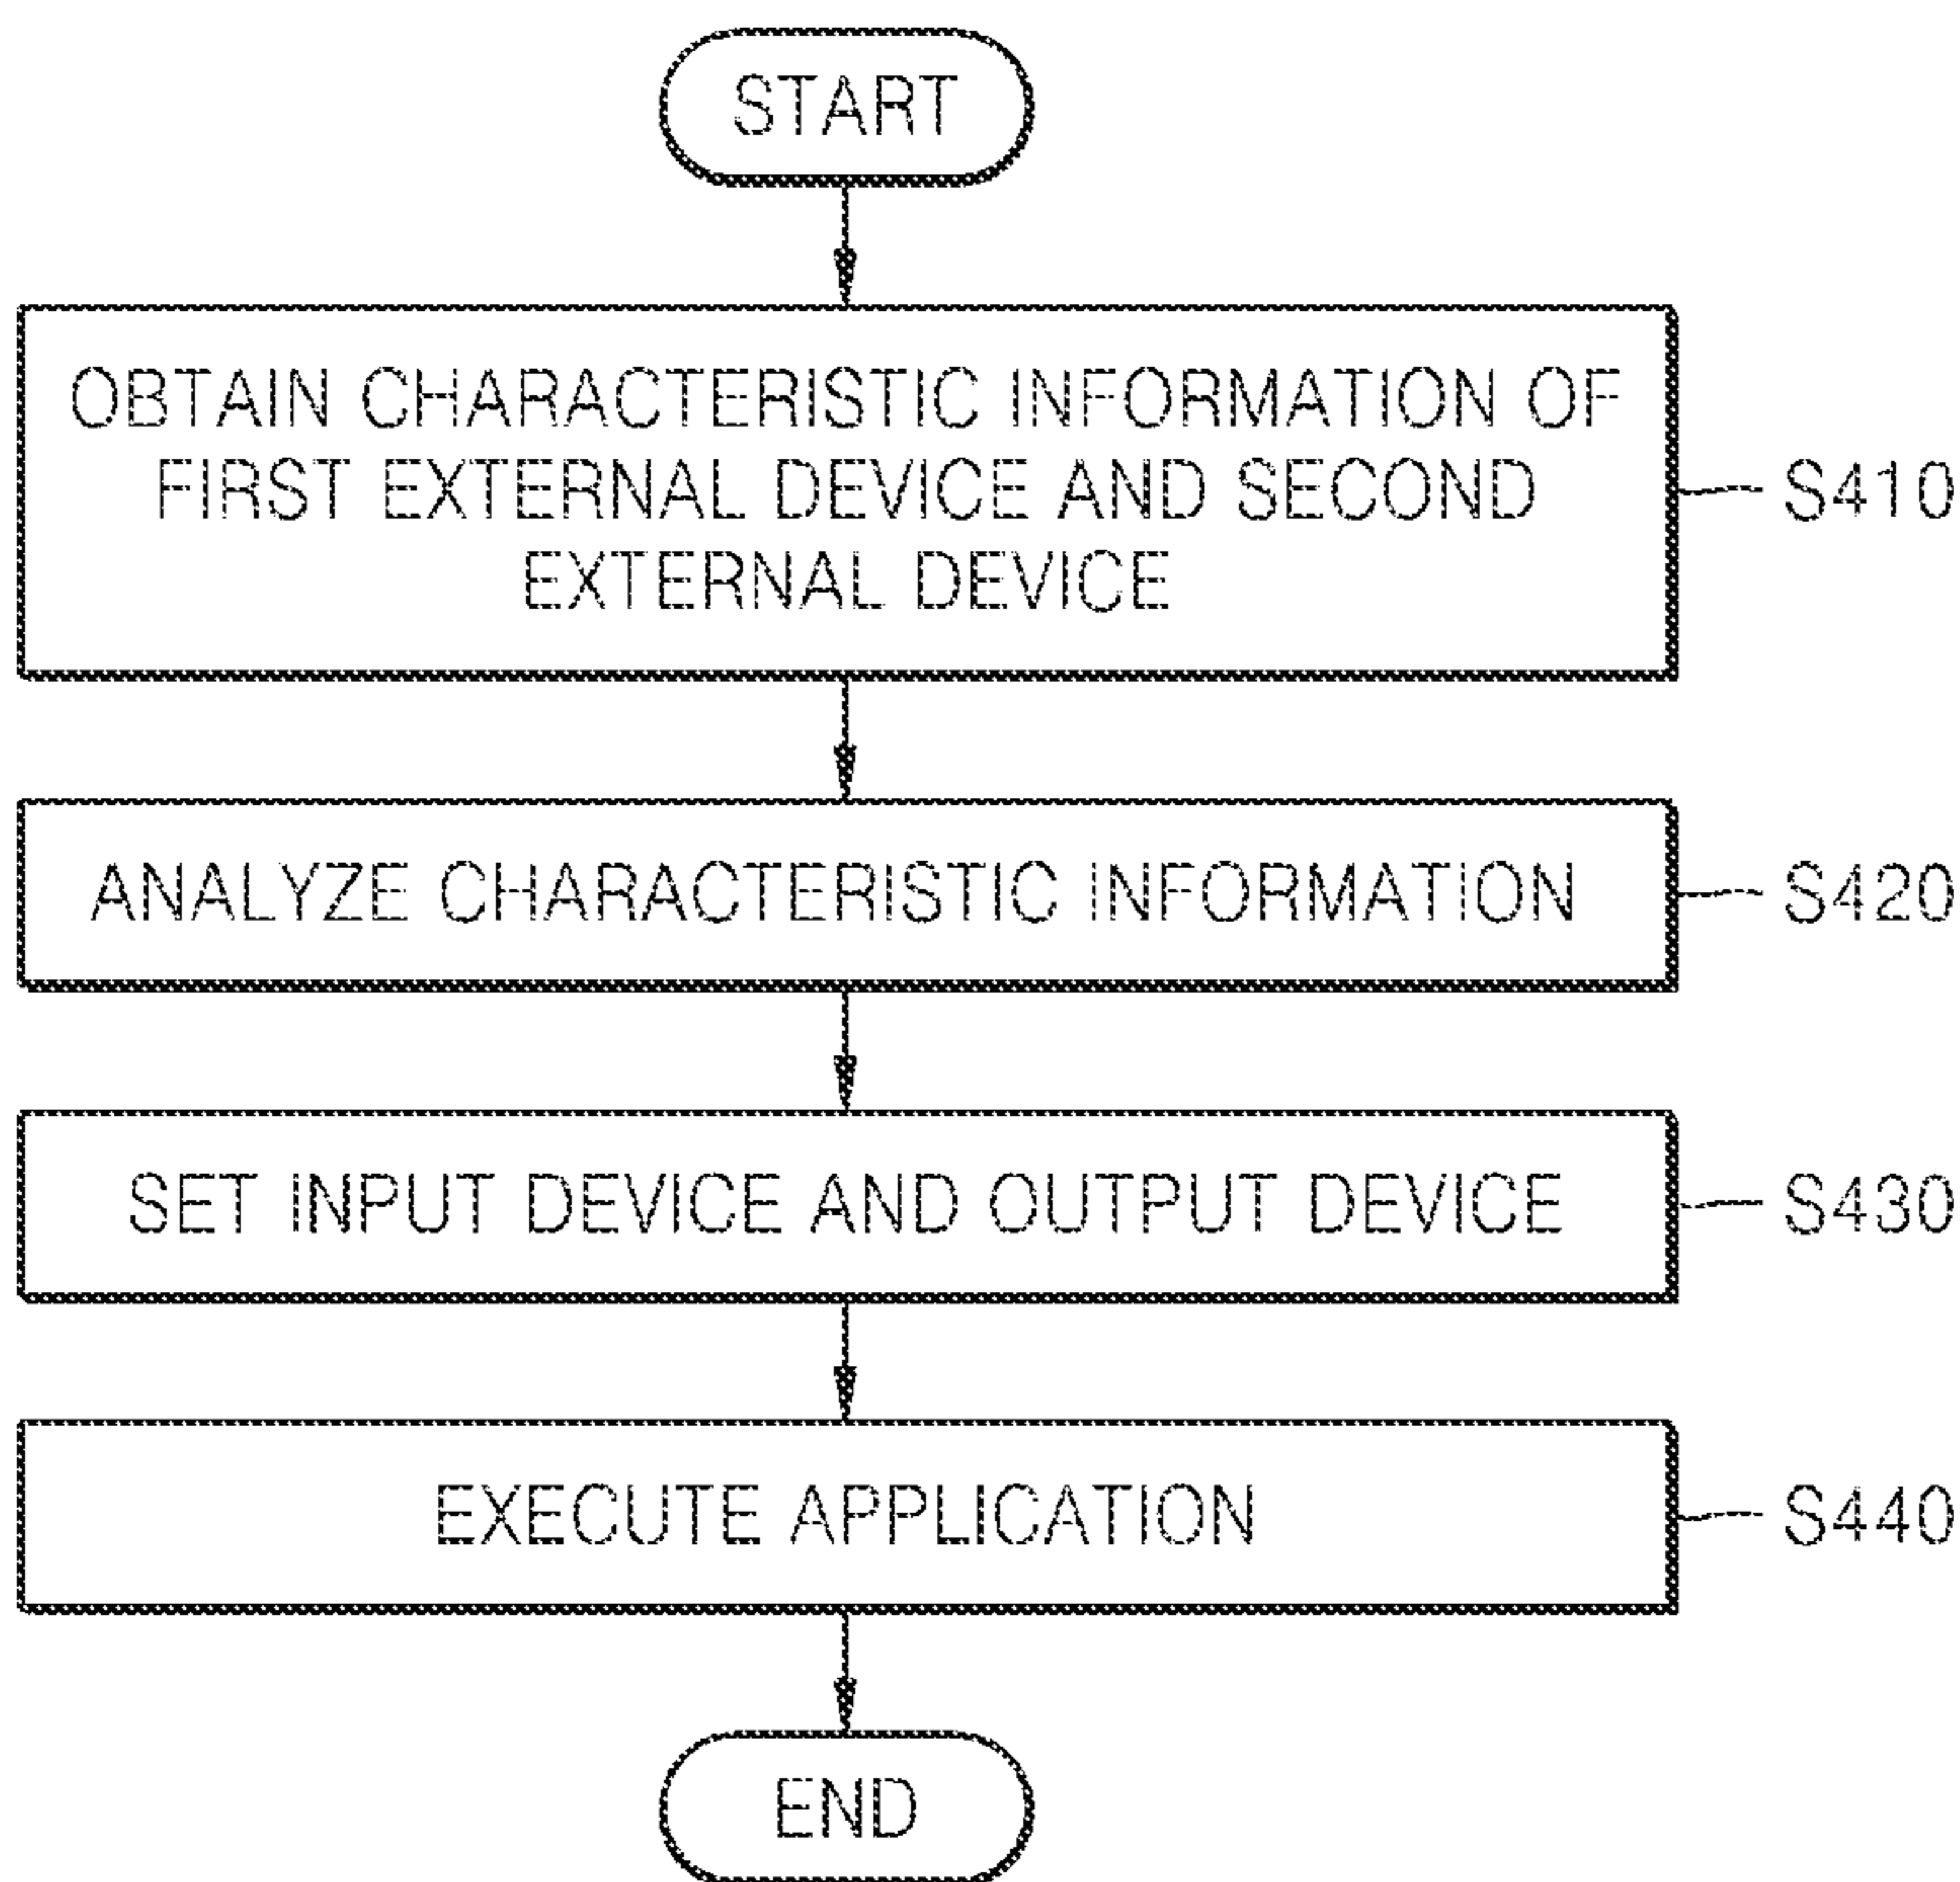 START
OBTAIN CHARACTERISTIC INFORMATION OF
FIRST EXTERNAL DEVICE AND SECOND
EXTERNAL DEVICE
S410
ANALYZE CHARACTERISTIC INFORMATION
S420
SET INPUT DEVICE AND OUTPUT DEVICE
S430
EXECUTE APPLICATION
S440
END